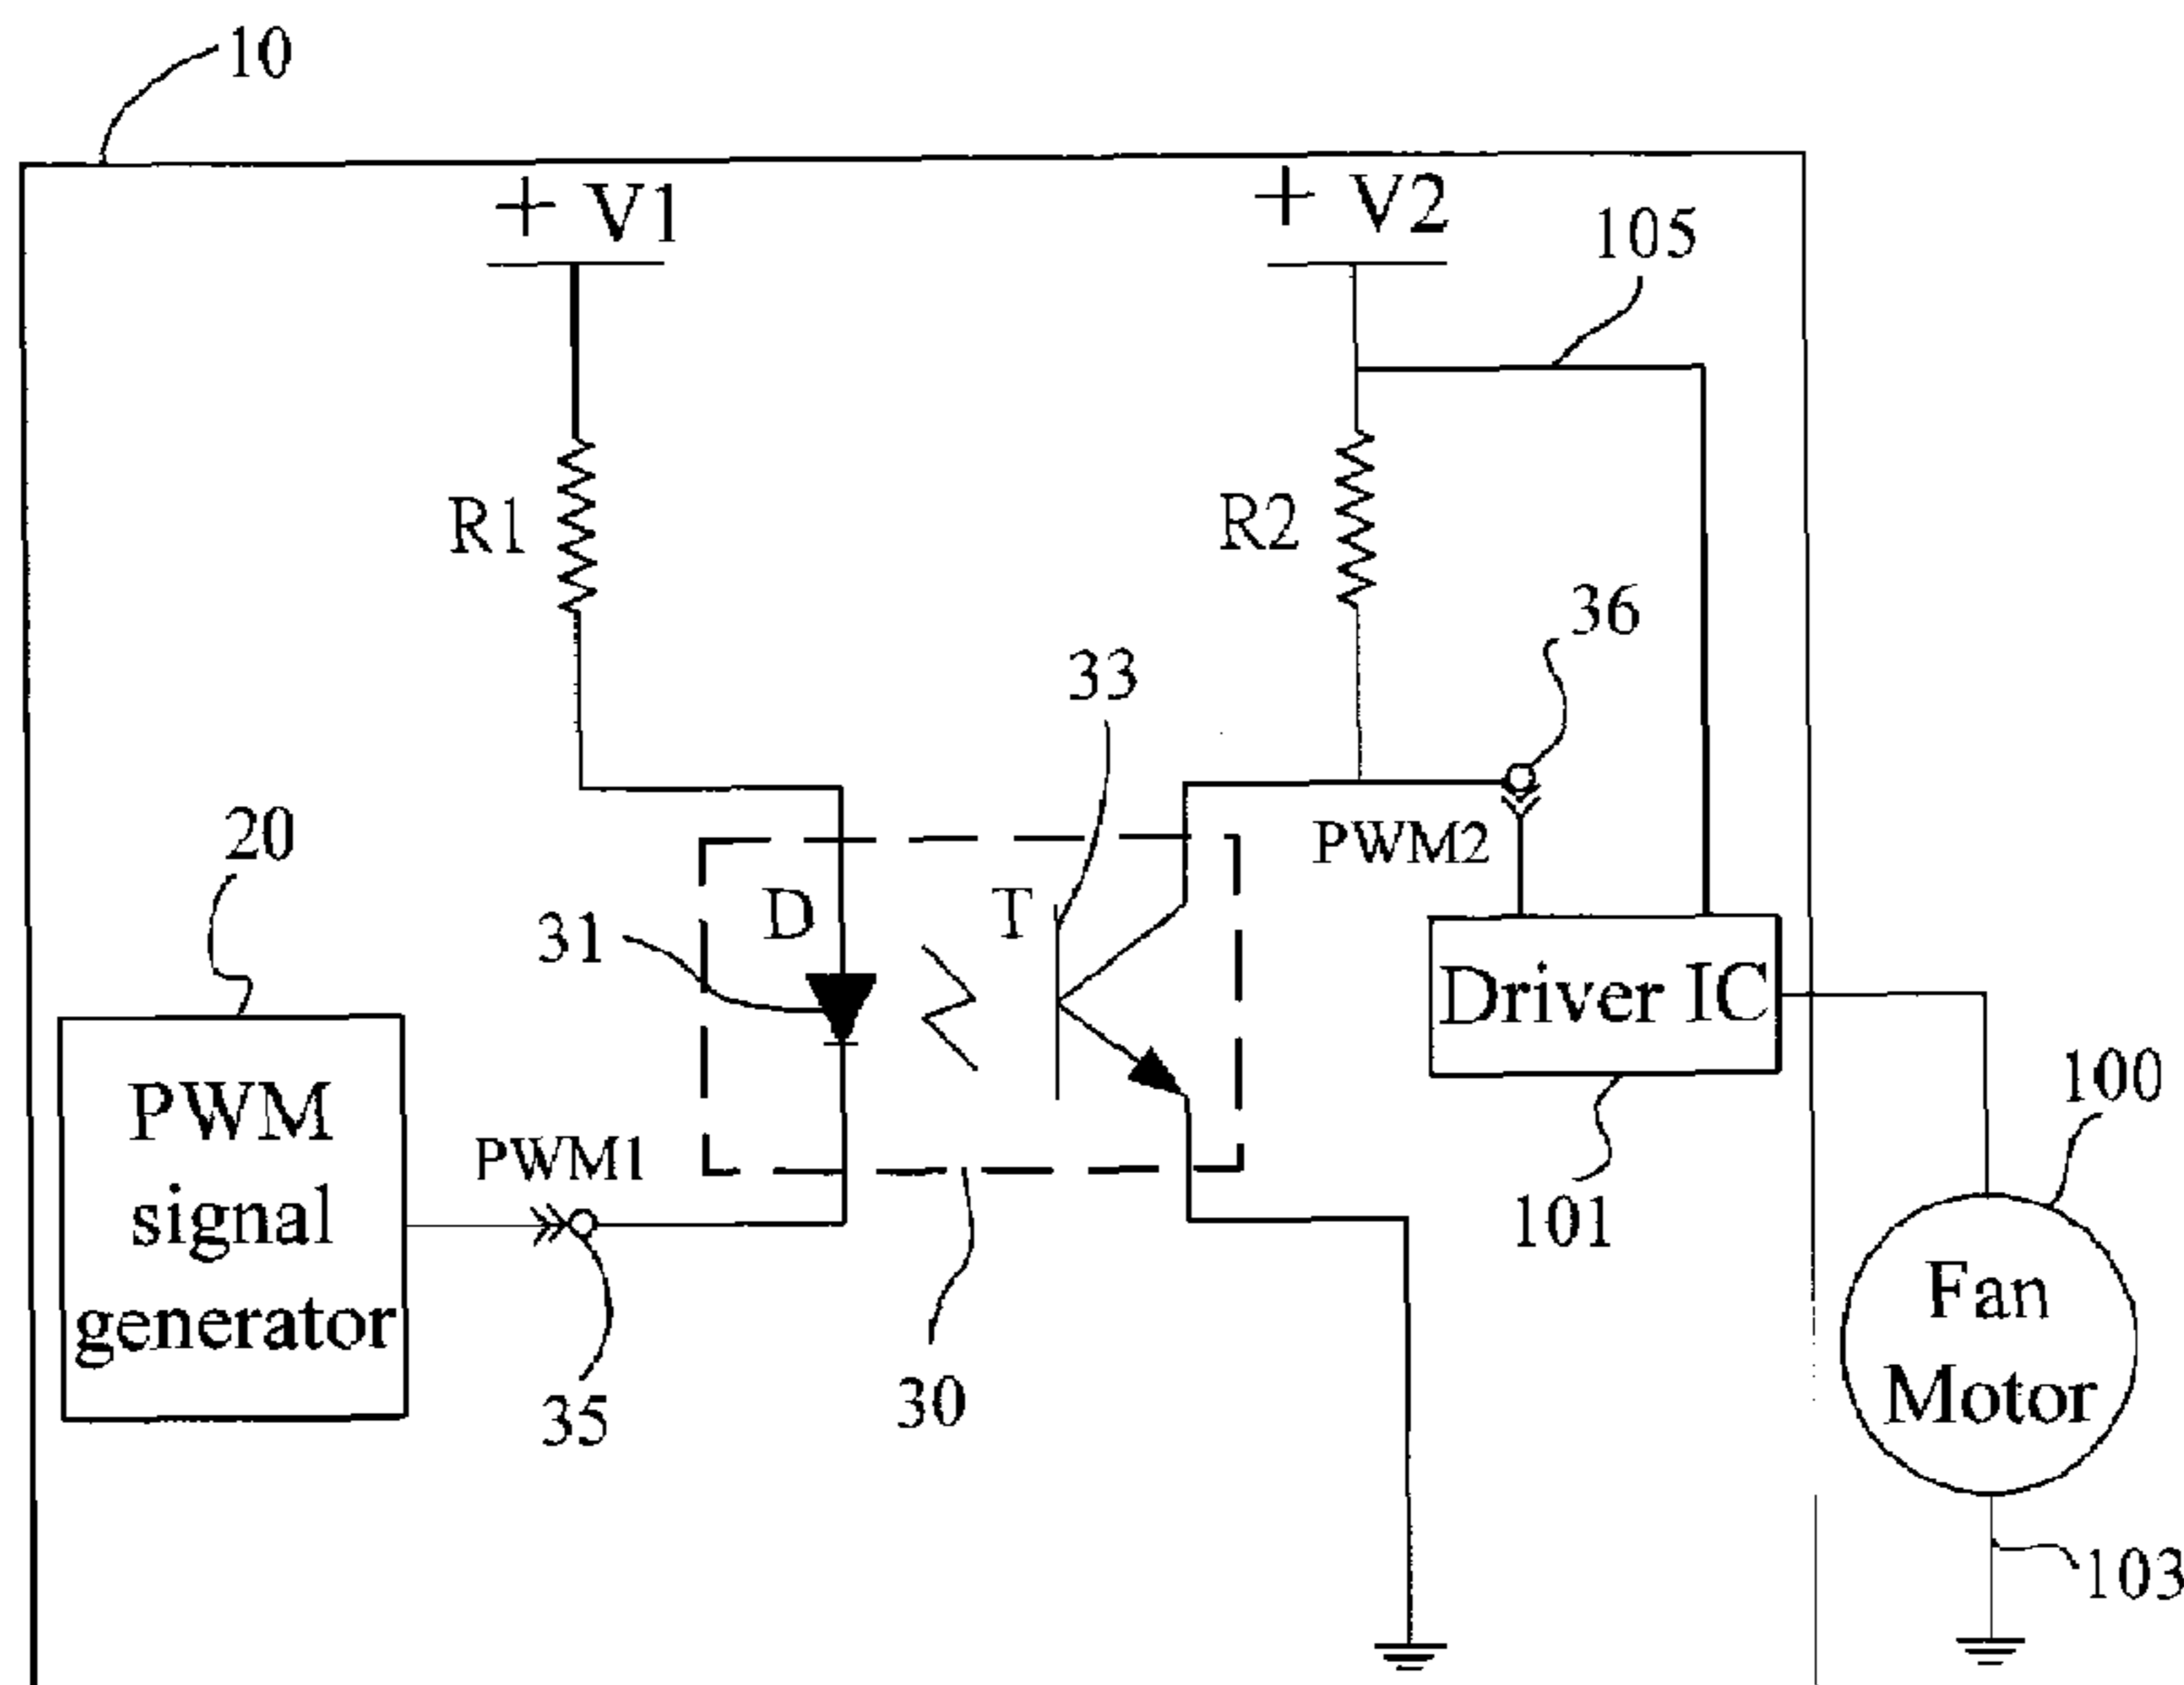 10
+ V1
+ V2
105
R1
R2
36
33
20
PWM2
D
T
31
Driver IC
PWM
signal
generator
PWM1
100
101
Fan
Motor
35
30
103